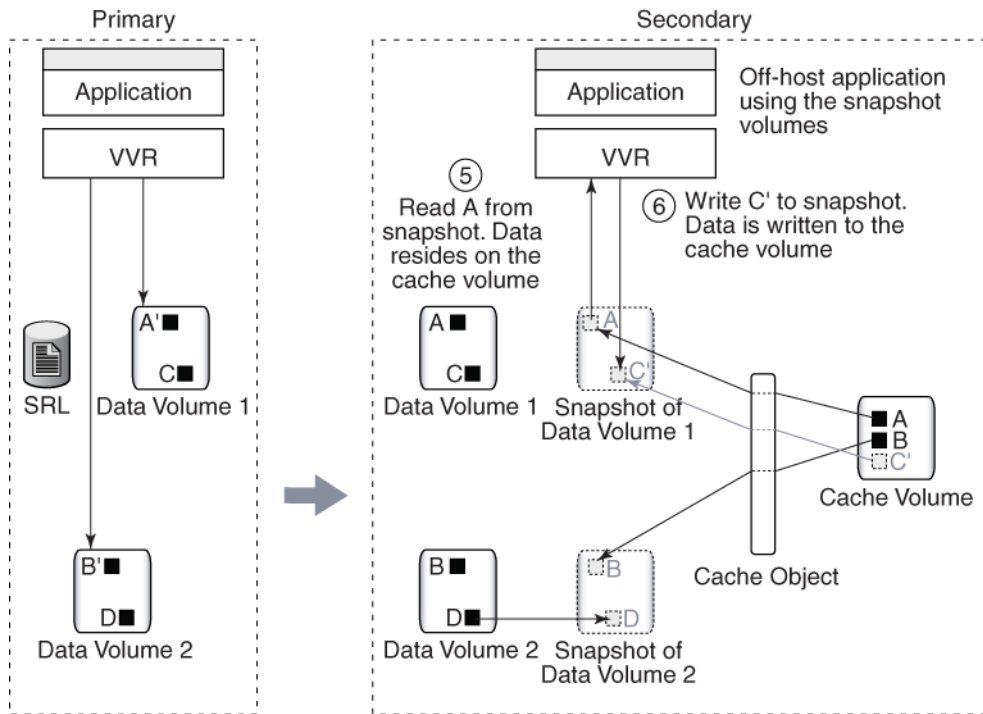 Primary
Secondary
Application
VVR
A'
C
SRL
Data Volume 1
B'
D
Data Volume 2
Application
Off-host application
using the snapshot
volumes
VVR
5
Read A from
snapshot. Data
resides on the
cache volume
6
Write C' to snapshot.
Data is written to the
cache volume
A
C
Data Volume 1
A
C'
Snapshot of
Data Volume 1
A
B
C'
Cache Volume
Cache Object
B
D
Data Volume 2
B
D
Snapshot of
Data Volume 2